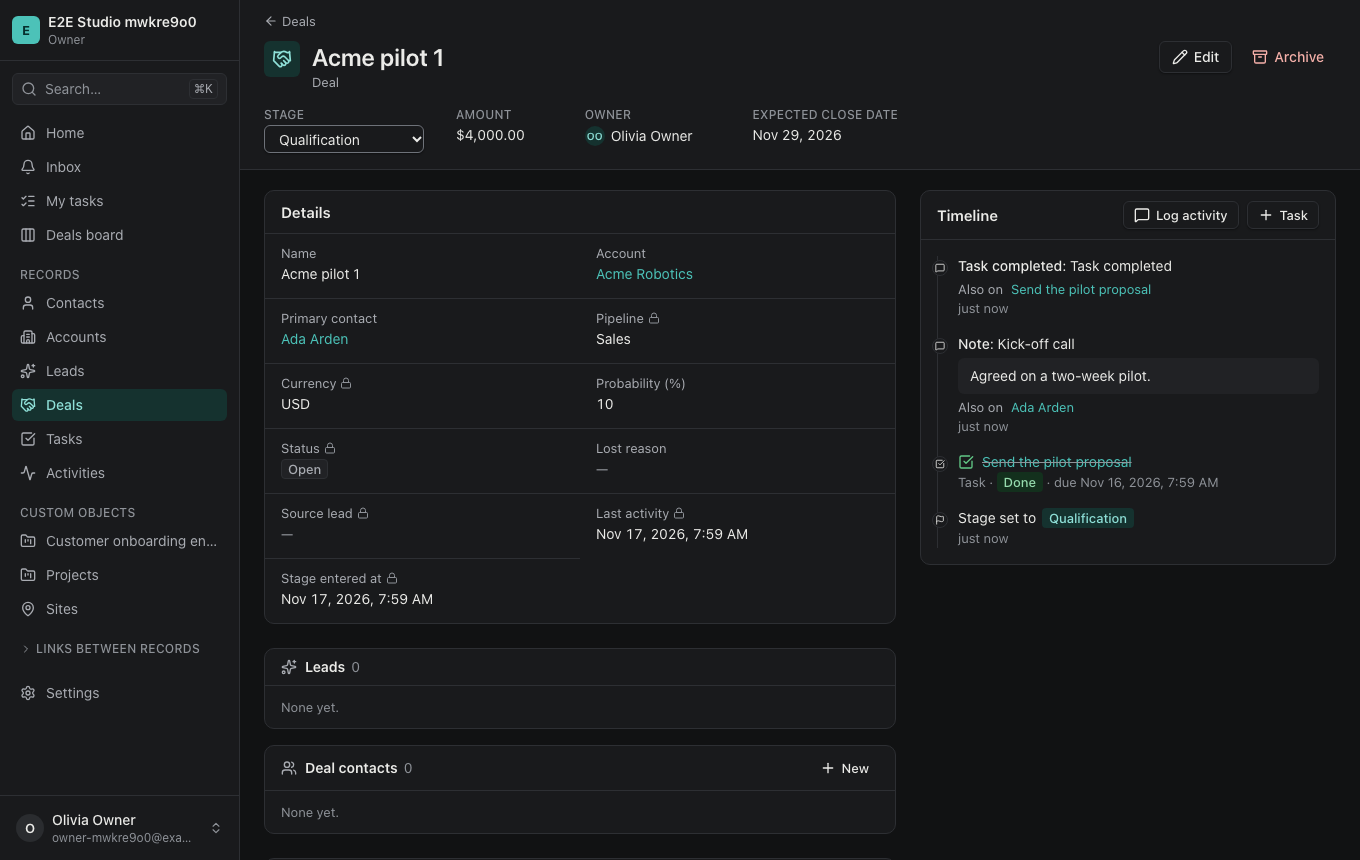 E
E2E Studio mwkre9o0
Owner
Search...
⌘K
Home
Inbox
My tasks
Deals board
RECORDS
Contacts
Accounts
Leads
Deals
Tasks
Activities
CUSTOM OBJECTS
Customer onboarding en...
Projects
Sites
LINKS BETWEEN RECORDS
Settings
O
Olivia Owner
owner-mwkre9o0@exa...
Deals
Acme pilot 1
Deal
Edit
Archive
STAGE
Qualification
AMOUNT
$4,000.00
OWNER
OO Olivia Owner
EXPECTED CLOSE DATE
Nov 29, 2026
Details
Name
Acme pilot 1
Account
Acme Robotics
Primary contact
Ada Arden
Pipeline
Sales
Currency
USD
Probability (%)
10
Status
Open
Lost reason
—
Source lead
—
Last activity
Nov 17, 2026, 7:59 AM
Stage entered at
Nov 17, 2026, 7:59 AM
Leads 0
None yet.
Deal contacts 0
New
None yet.
Timeline
Log activity
Task
Task completed: Task completed
Also on Send the pilot proposal
just now
Note: Kick-off call
Agreed on a two-week pilot.
Also on Ada Arden
just now
Send the pilot proposal
Task · Done · due Nov 16, 2026, 7:59 AM
Stage set to Qualification
just now